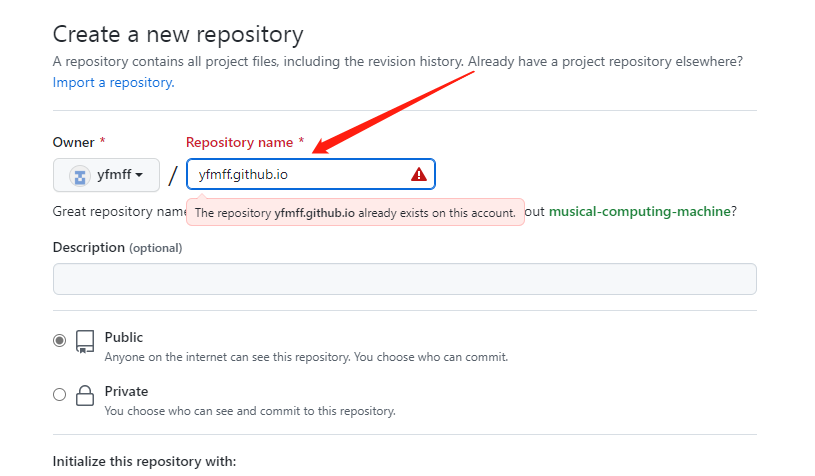 Create a new repository
A repository contains all project files, including the revision history. Already have a project repository elsewhere?
Import a repository.
Owner * Repository name *
yfmff / yfmff.github.io
The repository yfmff.github.io already exists on this account.
Great repository name out musical-computing-machine?
Description (optional)
Public
Anyone on the internet can see this repository. You choose who can commit.
Private
You choose who can see and commit to this repository.
Initialize this repository with: